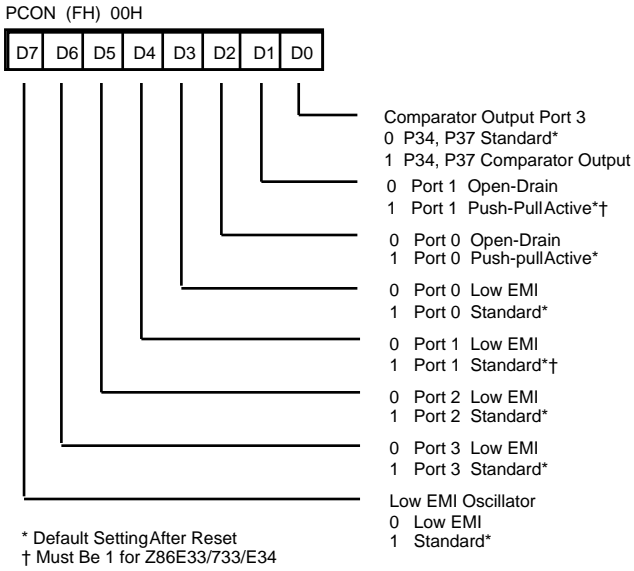 PCON (FH) 00H
D7 D6 D5 D4 D3 D2 D1 D0
Comparator Output Port 3
0 P34, P37 Standard*
1 P34, P37 Comparator Output
0 Port 1 Open-Drain
1 Port 1 Push-PullActive*†
0 Port 0 Open-Drain
1 Port 0 Push-pullActive*
0 Port 0 Low EMI
1 Port 0 Standard*
0 Port 1 Low EMI
1 Port 1 Standard*†
0 Port 2 Low EMI
1 Port 2 Standard*
0 Port 3 Low EMI
1 Port 3 Standard*
Low EMI Oscillator
0 Low EMI
1 Standard*
* Default SettingAfter Reset
† Must Be 1 for Z86E33/733/E34